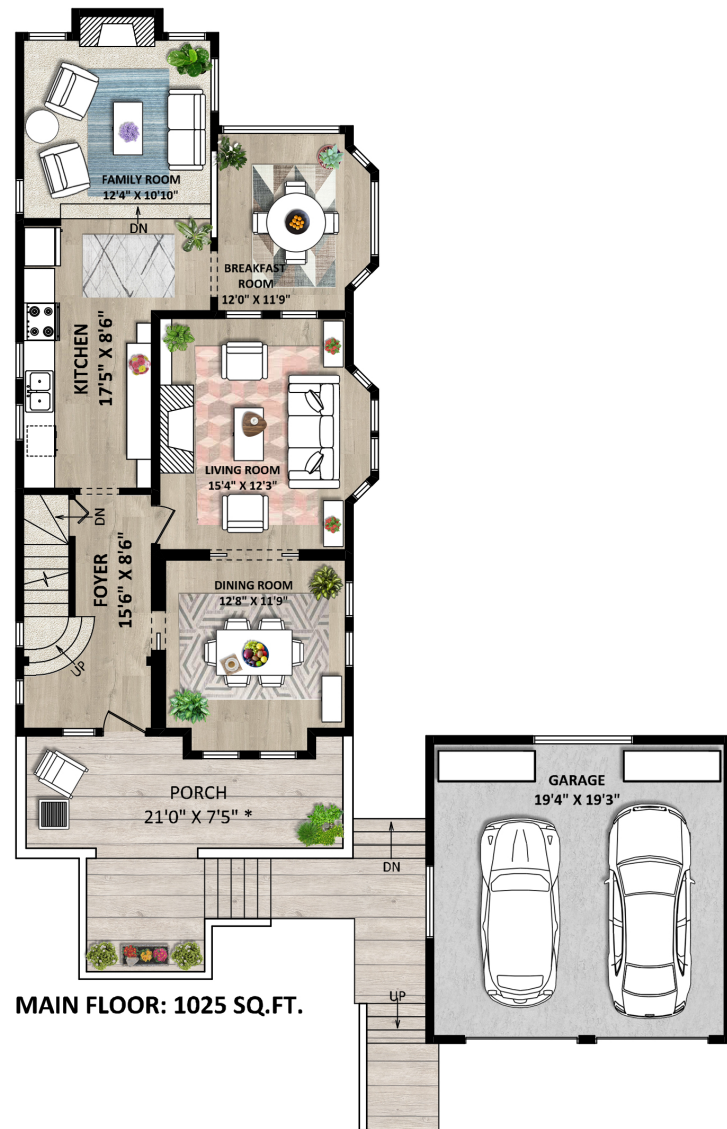 FAMILY ROOM
12'4" X 10'10"
DN
BREAKFAST
ROOM
12'0" X 11'9"
KITCHEN
17'5" X 8'6"
LIVING ROOM
15'4" X 12'3"
DN
FOYER
15'6" X 8'6"
UP
DINING ROOM
12'8" X 11'9"
PORCH
21'0" X 7'5" *
GARAGE
19'4" X 19'3"
DN
UP
MAIN FLOOR: 1025 SQ.FT.